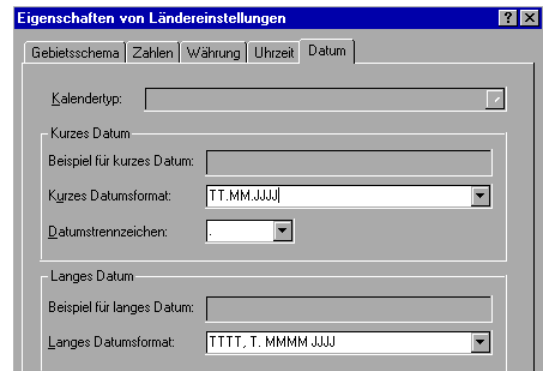 Eigenschaften von Ländereinstellungen
Gebietsschema Zahlen Währung Uhrzeit Datum
Kalendertyp:
Kurzes Datum
Beispiel für kurzes Datum:
Kurzes Datumsformat: TT.MM.JJJJ
Datumstrennzeichen: .
Langes Datum
Beispiel für langes Datum:
Langes Datumsformat: TTTT, T. MMMM JJJJ